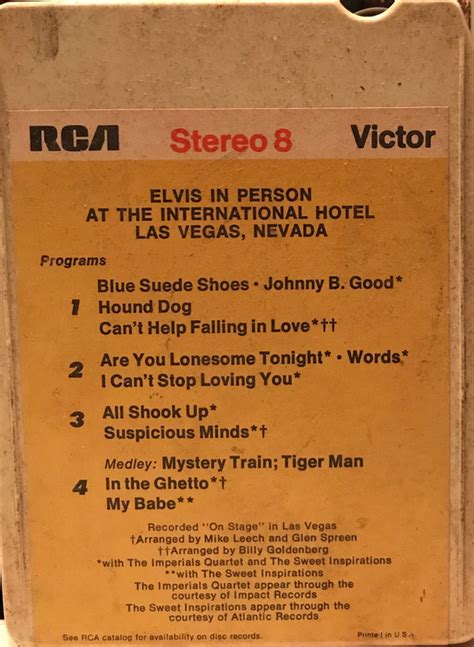 RCA Stereo 8 Victor
ELVIS IN PERSON
AT THE INTERNATIONAL HOTEL
LAS VEGAS, NEVADA
Programs
Blue Suede Shoes • Johnny B. Good*
1 Hound Dog
Can't Help Falling in Love*††
2 Are You Lonesome Tonight* • Words*
I Can't Stop Loving You*
3 All Shook Up*
Suspicious Minds*†
Medley: Mystery Train; Tiger Man
4 In the Ghetto*†
My Babe**
Recorded "On Stage" in Las Vegas
†Arranged by Mike Leech and Glen Spreen
††Arranged by Billy Goldenberg
*with The Imperials Quartet and The Sweet Inspirations
**with The Sweet Inspirations
The Imperials Quartet appear through the
courtesy of Impact Records
The Sweet Inspirations appear through the
courtesy of Atlantic Records
See RCA catalog for availability on disc records. Printed in U.S.A.